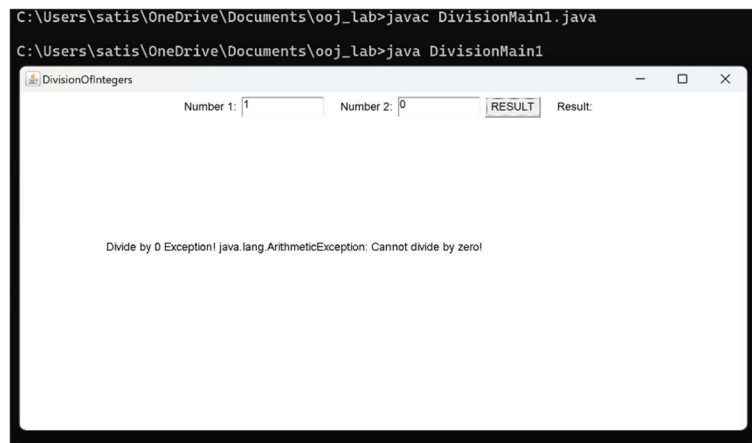 C:\Users\satis\OneDrive\Documents\ooj_lab>javac DivisionMain1.java
C:\Users\satis\OneDrive\Documents\ooj_lab>java DivisionMain1
DivisionOfIntegers
Number 1: 1 Number 2: 0 RESULT Result:
Divide by 0 Exception! java.lang.ArithmeticException: Cannot divide by zero!